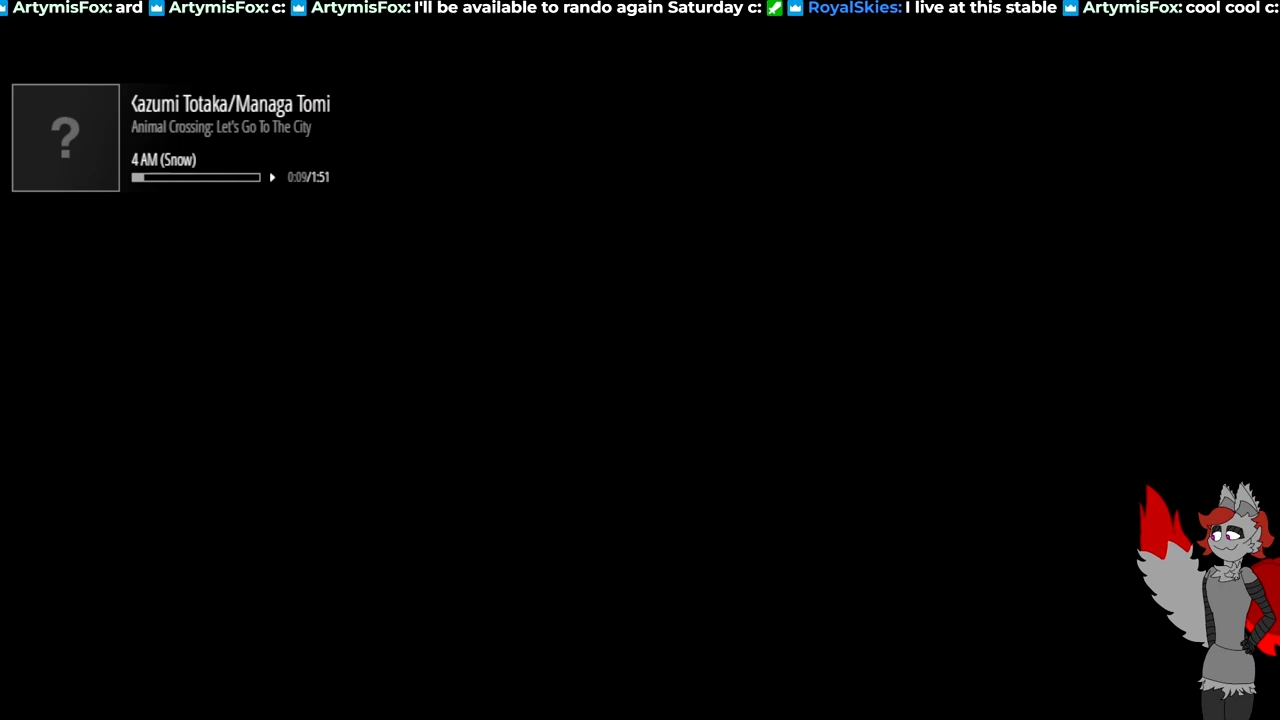 ArtymisFox: ard ArtymisFox: c: ArtymisFox: I'll be available to rando again Saturday c: RoyalSkies: I live at this stable ArtymisFox: cool cool c:
?
Kazumi Totaka/Managa Tomi
Animal Crossing: Let's Go To The City
4 AM (Snow)
0:09/1:51